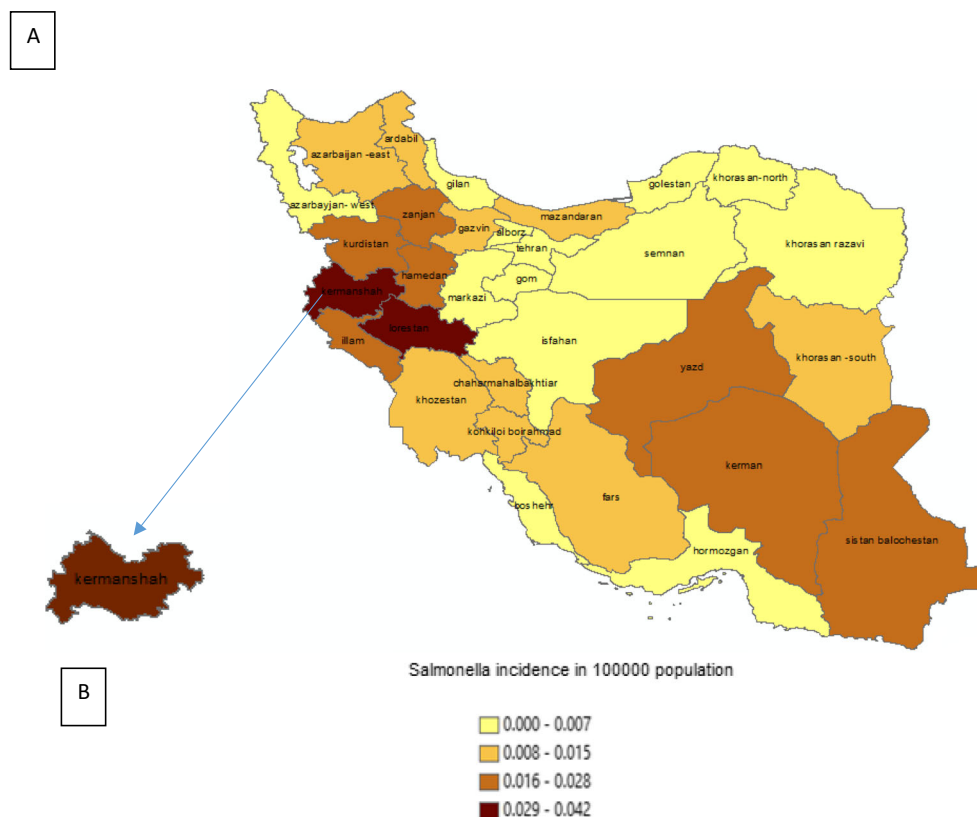 A
ardabil
azarbaijan -east
gilan
golestan
khorasan-north
azarbayjan- west
zanjan
mazandaran
gazvin
alborz
kurdistan
tehran
khorasan razavi
semnan
hamedan
gom
kermanshah
markazi
lorestan
illam
isfahan
khorasan -south
yazd
chaharmahalbakhtiar
khozestan
kohkiloi boirahmad
kerman
fars
boshehr
sistan balochestan
hormozgan
kermanshah
Salmonella incidence in 100000 population
B
0.000 - 0.007
0.008 - 0.015
0.016 - 0.028
0.029 - 0.042